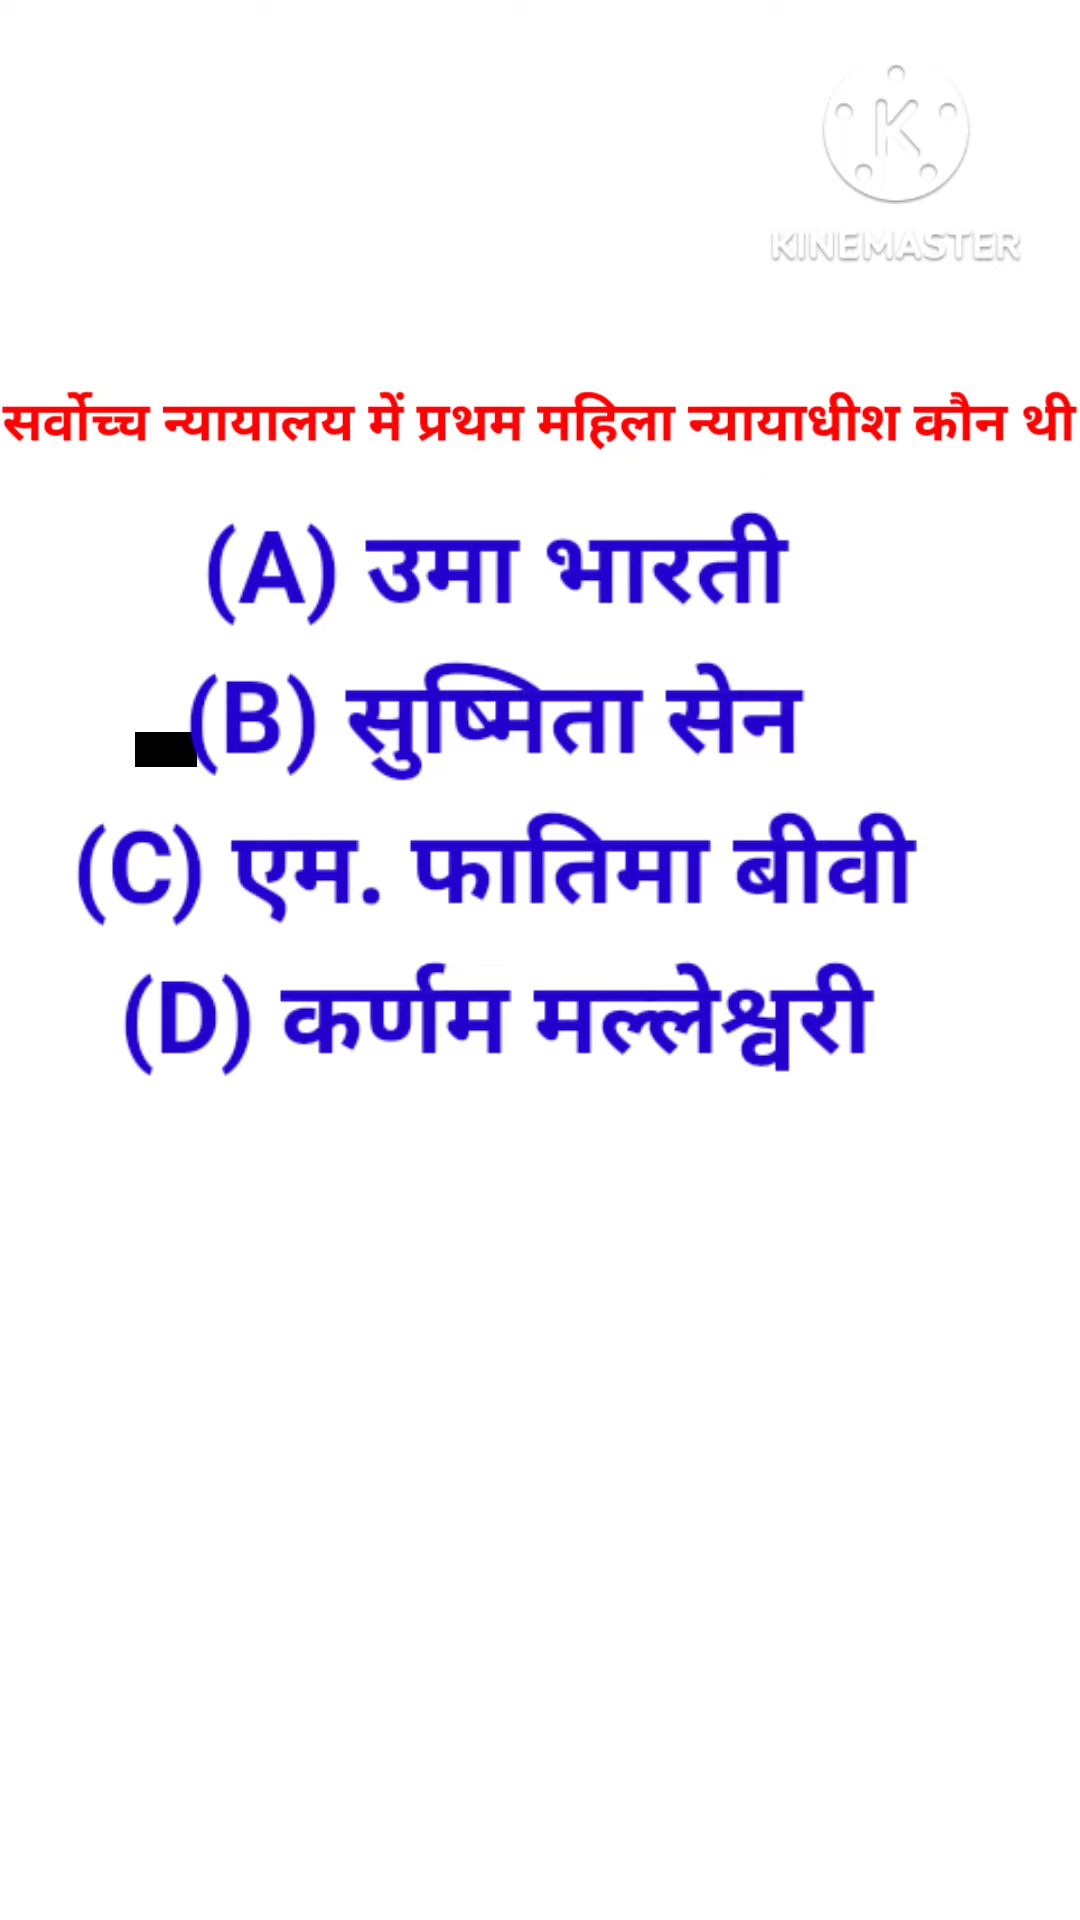 K
KINEMASTER
सर्वोच्च न्यायालय में प्रथम महिला न्यायाधीश कौन थी
(A) उमा भारती
(B) सुष्मिता सेन
(C) एम. फातिमा बीवी
(D) कर्णम मल्लेश्वरी